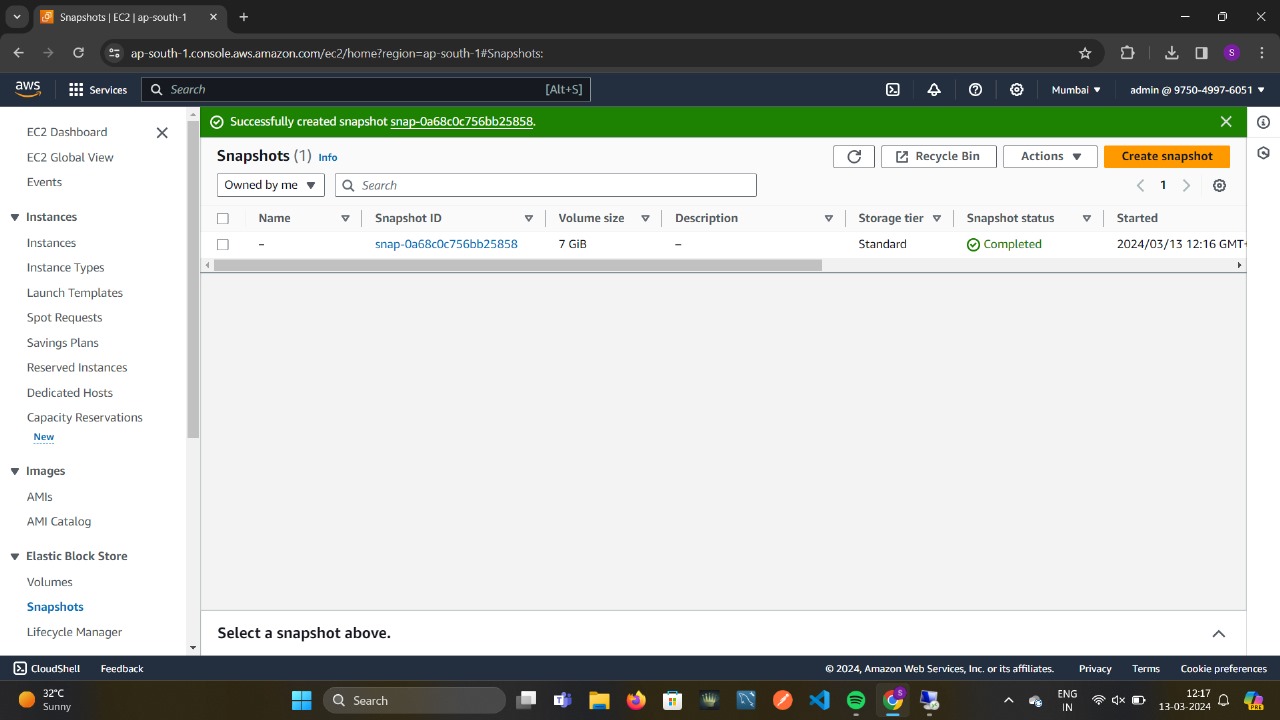 Snapshots | EC2 | ap-south-1
ap-south-1.console.aws.amazon.com/ec2/home?region=ap-south-1#Snapshots:
S
aws
Services
Search
[Alt+S]
Mumbai
admin @ 9750-4997-6051
EC2 Dashboard
EC2 Global View
Events
Instances
Instances
Instance Types
Launch Templates
Spot Requests
Savings Plans
Reserved Instances
Dedicated Hosts
Capacity Reservations
New
Images
AMIs
AMI Catalog
Elastic Block Store
Volumes
Snapshots
Lifecycle Manager
Successfully created snapshot snap-0a68c0c756bb25858.
Snapshots (1) Info
Recycle Bin
Actions
Create snapshot
Owned by me
Search
1
Name Snapshot ID Volume size Description Storage tier Snapshot status Started
– snap-0a68c0c756bb25858 7 GiB – Standard Completed 2024/03/13 12:16 GMT+
Select a snapshot above.
CloudShell Feedback
© 2024, Amazon Web Services, Inc. or its affiliates. Privacy Terms Cookie preferences
32°C
Sunny
Search
S
ENG
IN
12:17
13-03-2024
PRE